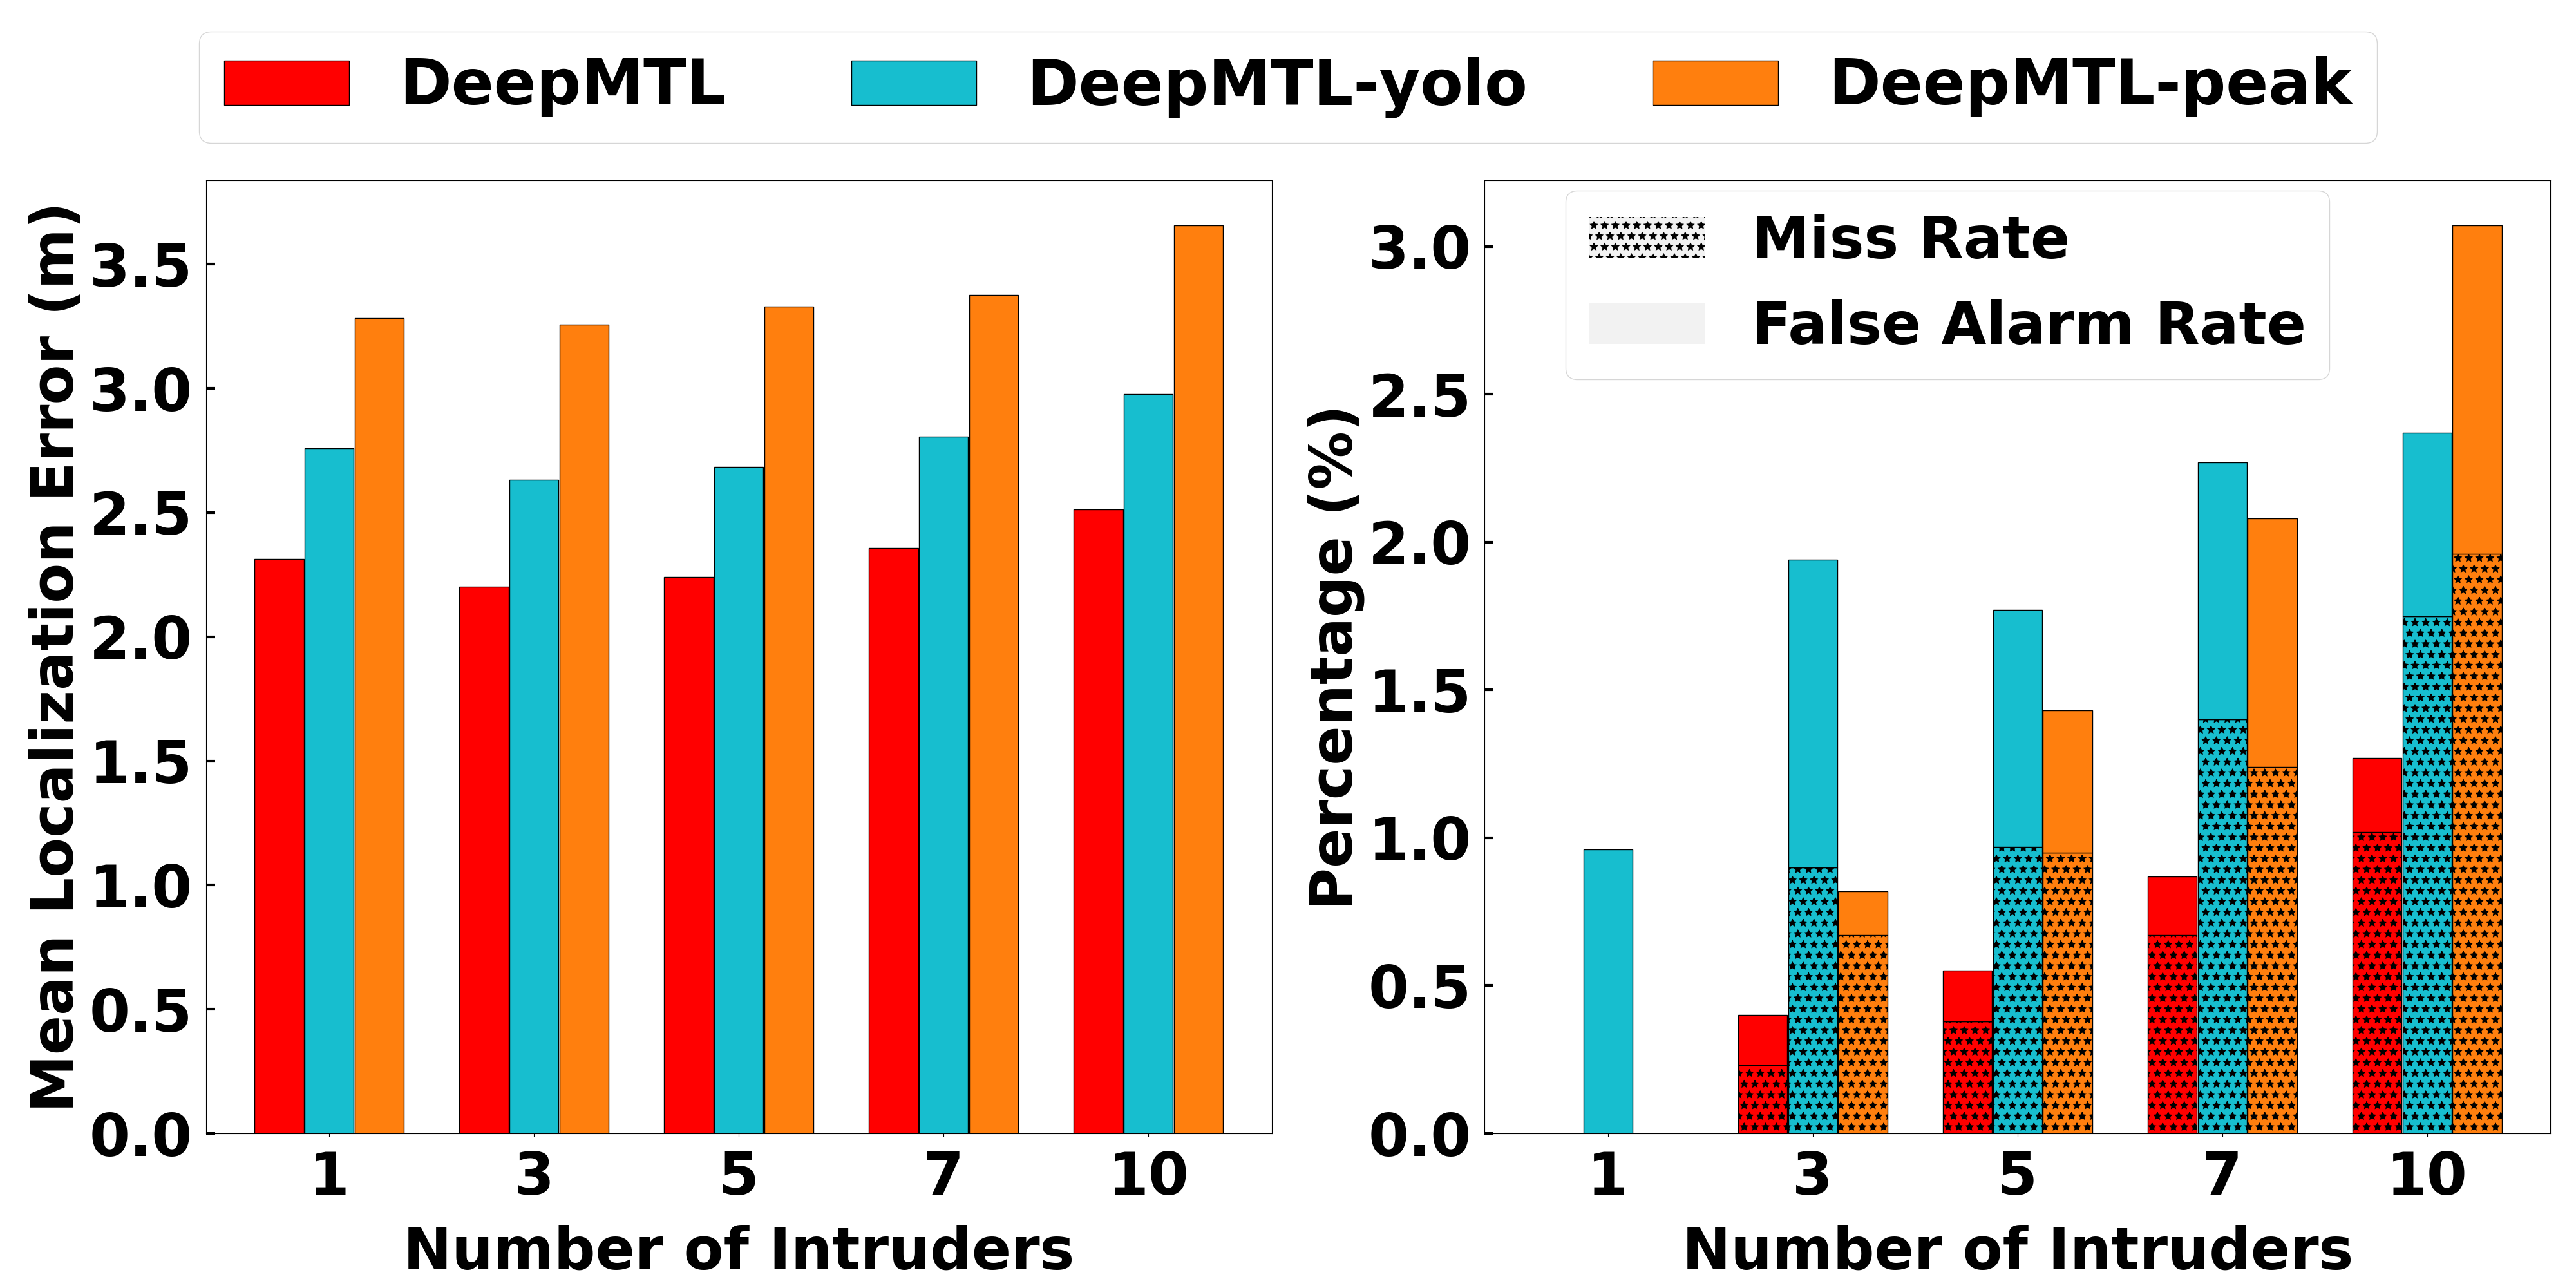 DeepMTL DeepMTL-yolo DeepMTL-peak
Mean Localization Error (m)
3.5
3.0
2.5
2.0
1.5
1.0
0.5
0.0
1 3 5 7 10
Number of Intruders
Miss Rate
False Alarm Rate
Percentage (%)
3.0
2.5
2.0
1.5
1.0
0.5
0.0
1 3 5 7 10
Number of Intruders